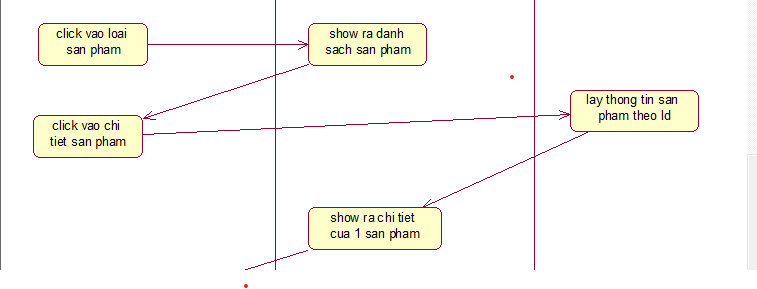 click vao loai
san pham
show ra danh
sach san pham
click vao chi
tiet san pham
lay thong tin san
pham theo Id
show ra chi tiet
cua 1 san pham